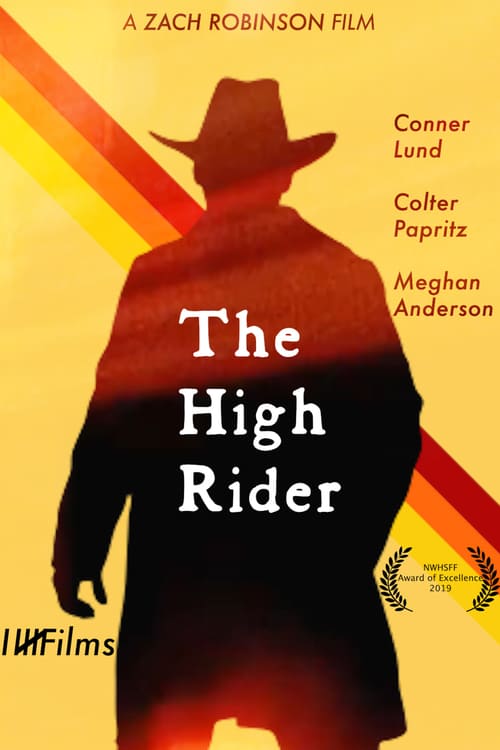 A ZACH ROBINSON FILM
Conner
Lund
Colter
Papritz
Meghan
Anderson
The
High
Rider
NWHSFF
Award of Excellence
2019
Films